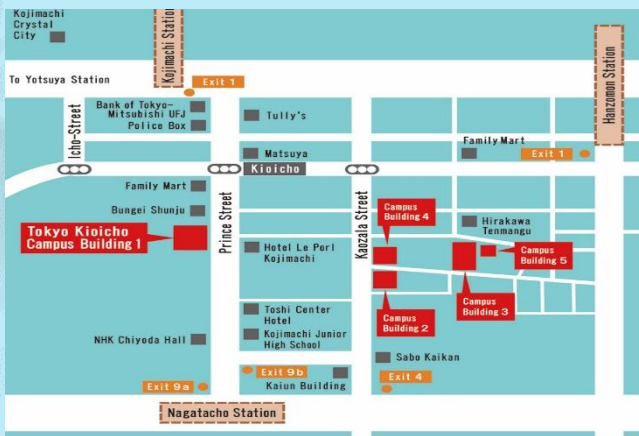 Kojimachi
Crystal
City
Kojimachi Station
Hanzomon Station
To Yotsuya Station
Exit 1
Icho-Street
Bank of Tokyo-
Mitsubishi UFJ
Police Box
Tully's
Matsuya
Kioicho
Family Mart
Exit 1
Family Mart
Bungei Shunju
Tokyo Kioicho
Campus Building 1
Prince Street
Kaozala Street
Hotel Le Porl
Kojimachi
Campus
Building 4
Hirakawa
Tenmangu
Campus
Building 5
Campus
Building 2
Campus
Building 3
Toshi Center
Hotel
Kojimachi Junior
High School
NHK Chiyoda Hall
Sabo Kaikan
Exit 9a
Exit 9b
Kaiun Building
Exit 4
Nagatacho Station